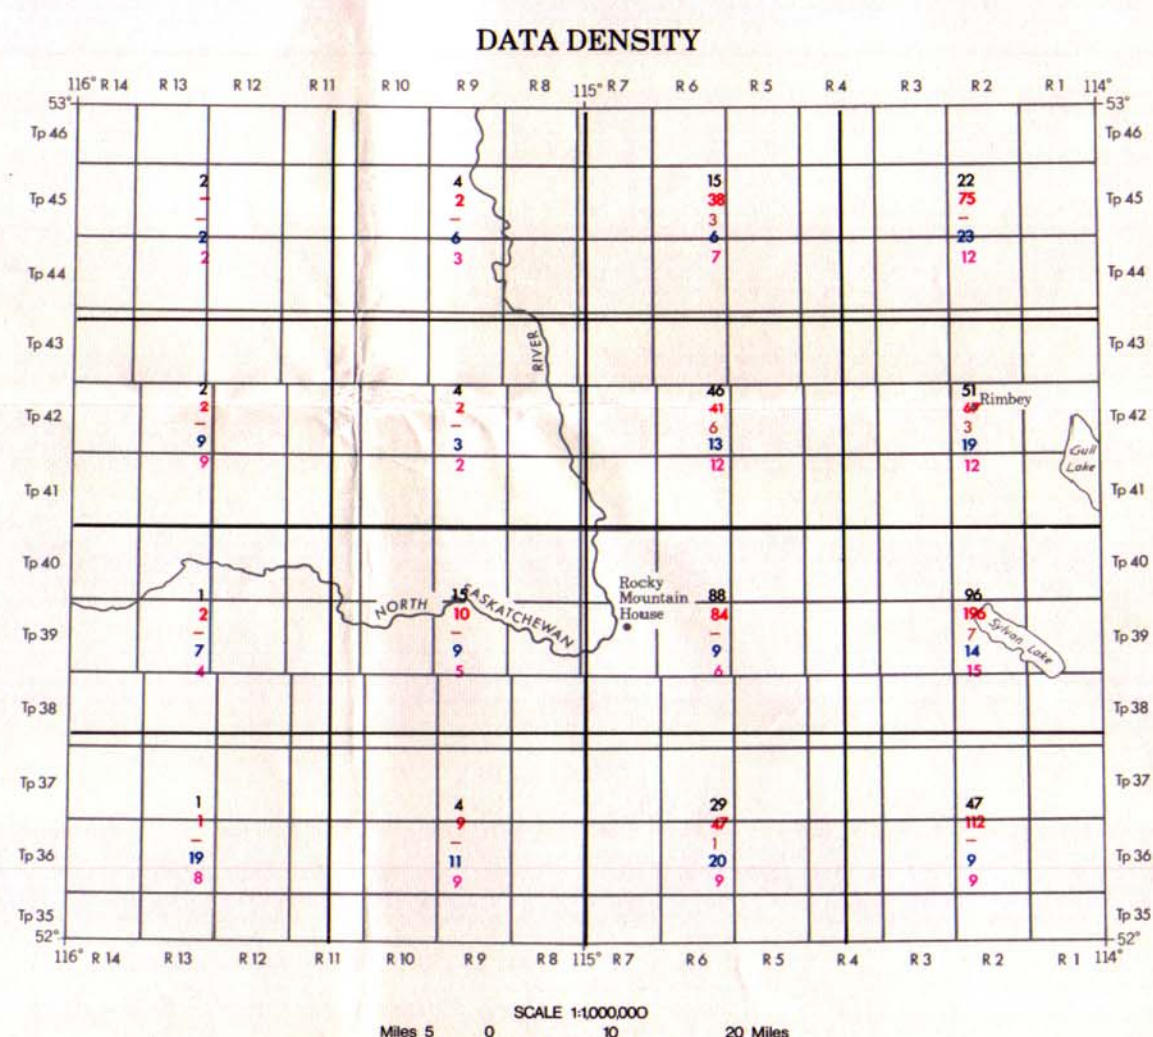 DATA DENSITY
116° R 14 R 13 R 12 R 11 R 10 R 9 R 8 115° R 7 R 6 R 5 R 4 R 3 R 2 R 1 114°
53° 53°
Tp 46 Tp 46
2 4 15 22
Tp 45 – 2 38 75 Tp 45
– – 3 –
2 6 6 23
2 3 7 12
Tp 44 Tp 44
RIVER
Tp 43 Tp 43
2 4 46 51 Rimbey
Tp 42 2 2 41 Tp 42
– – 6 3
9 3 13 19 Gull
9 2 12 12 Lake
Tp 41 Tp 41
Tp 40 Tp 40
Rocky
1 15 88 96 Mountain
NORTH SASKATCHEWAN House
2 10 84 196
Tp 39 – – – 7 Sylvan Lake Tp 39
7 9 9 14
4 5 6 15
Tp 38 Tp 38
Tp 37 Tp 37
1 4 29 47
1 9 47 112
– – 1 –
Tp 36 19 11 20 9 Tp 36
8 9 9 9
Tp 35 Tp 35
52° 52°
116° R 14 R 13 R 12 R 11 R 10 R 9 R 8 115° R 7 R 6 R 5 R 4 R 3 R 2 R 1 114°
SCALE 1:1,000,000
Miles 5 0 10 20 Miles